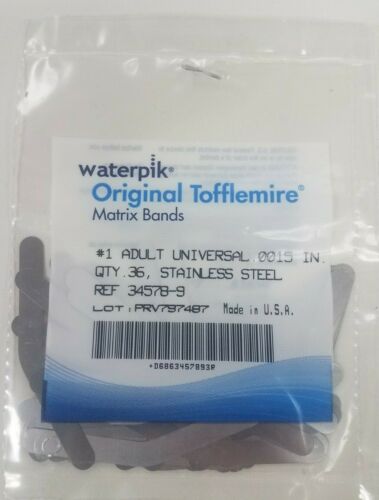 waterpik®
Original Tofflemire®
Matrix Bands
#1 ADULT UNIVERSAL .0015 IN.
QTY.36, STAINLESS STEEL
REF 34578-9
LOT:PRV797487 Made in U.S.A.